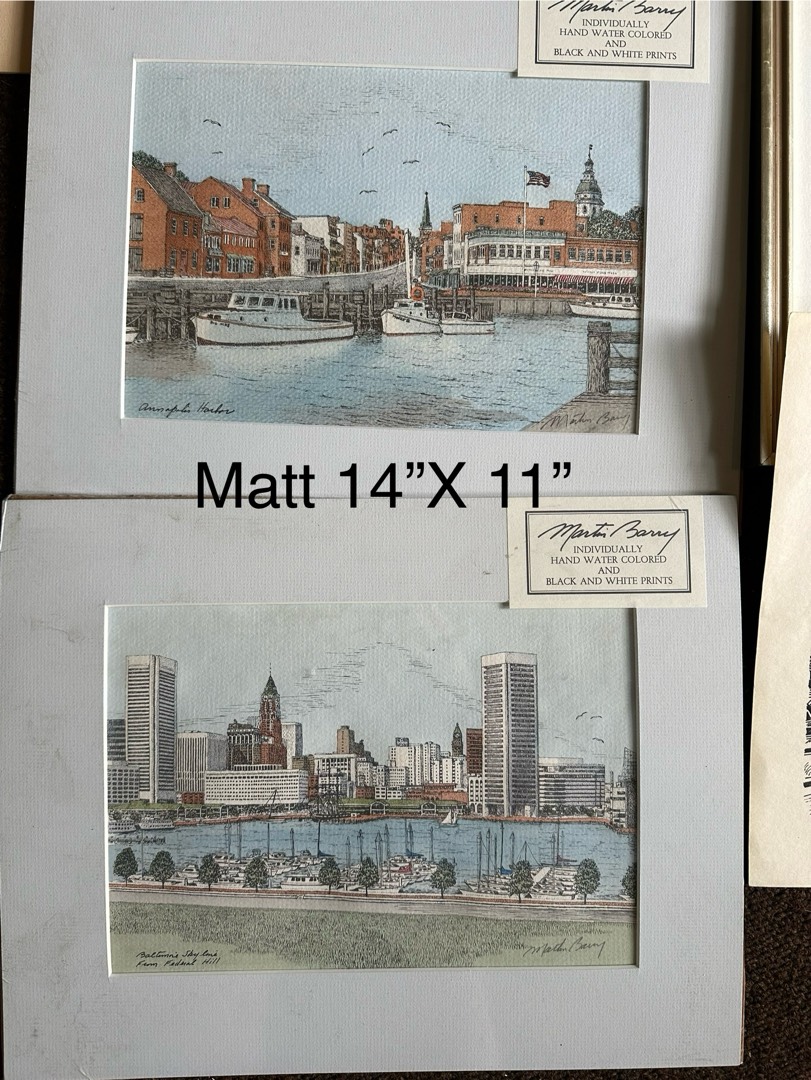 Martin Barry
INDIVIDUALLY
HAND WATER COLORED
AND
BLACK AND WHITE PRINTS
Annapolis Harbor
Martin Barry
Matt 14”X 11”
Martin Barry
INDIVIDUALLY
HAND WATER COLORED
AND
BLACK AND WHITE PRINTS
Baltimore Skyline
From Federal Hill
Martin Barry